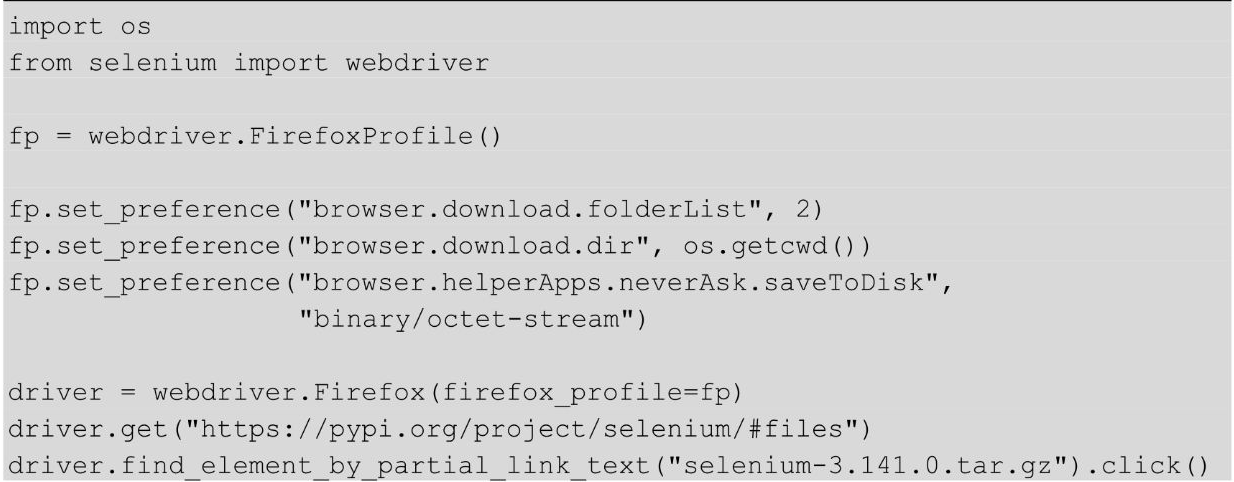 import os
from selenium import webdriver

fp = webdriver.FirefoxProfile()

fp.set_preference("browser.download.folderList", 2)
fp.set_preference("browser.download.dir", os.getcwd())
fp.set_preference("browser.helperApps.neverAsk.saveToDisk",
                  "binary/octet-stream")

driver = webdriver.Firefox(firefox_profile=fp)
driver.get("https://pypi.org/project/selenium/#files")
driver.find_element_by_partial_link_text("selenium-3.141.0.tar.gz").click()